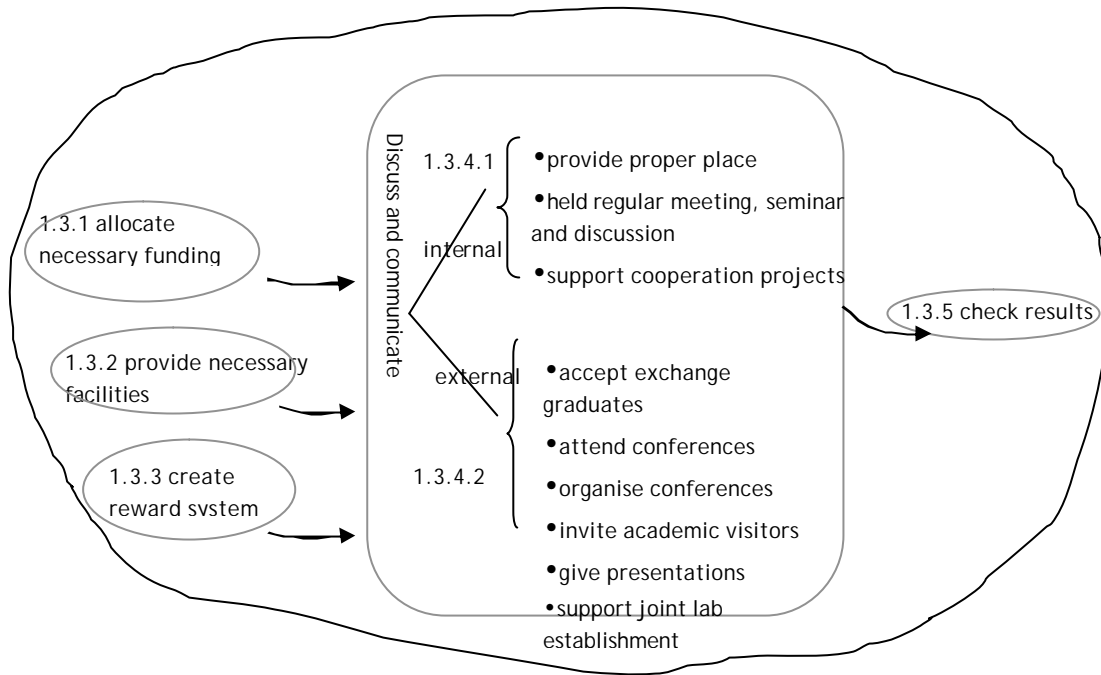 1.3.1 allocate
necessary funding
1.3.2 provide necessary
facilities
1.3.3 create
reward system
Discuss and communicate
1.3.4.1
internal
•provide proper place
•held regular meeting, seminar
and discussion
•support cooperation projects
external
1.3.4.2
•accept exchange
graduates
•attend conferences
•organise conferences
•invite academic visitors
•give presentations
•support joint lab
establishment
1.3.5 check results